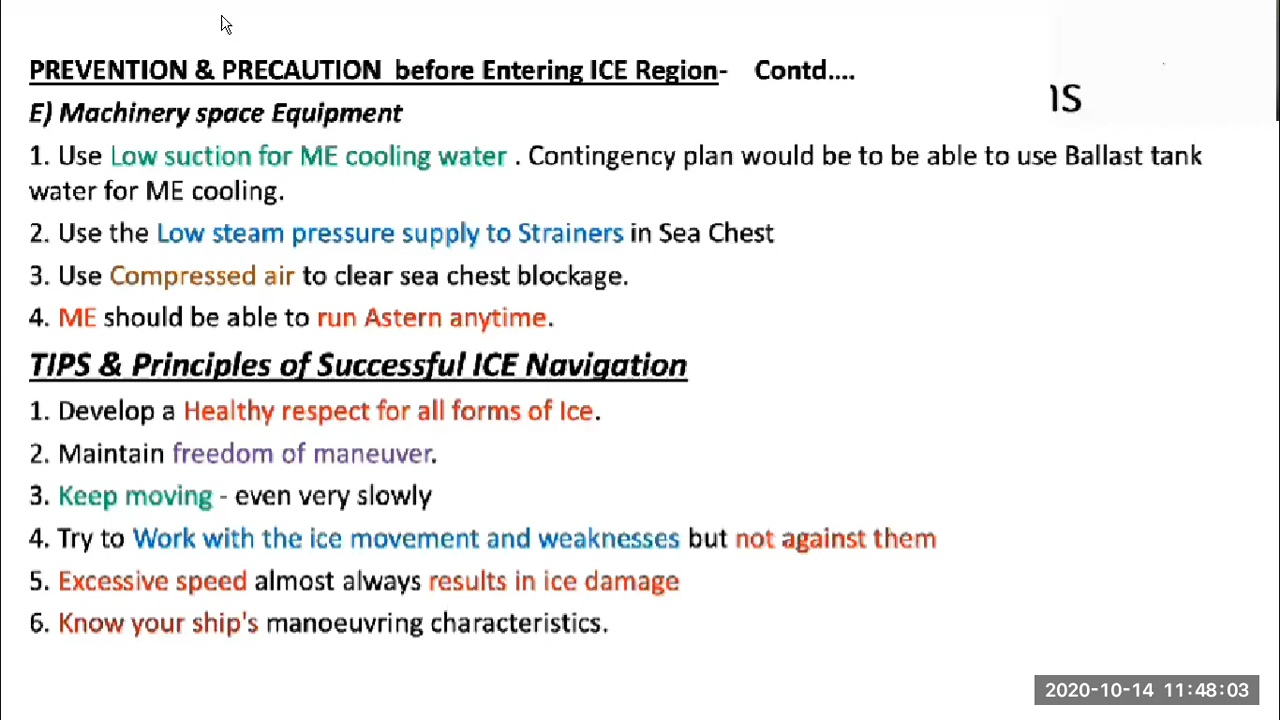 PREVENTION & PRECAUTION before Entering ICE Region- Contd....
ns
E) Machinery space Equipment
1. Use Low suction for ME cooling water . Contingency plan would be to be able to use Ballast tank
water for ME cooling.
2. Use the Low steam pressure supply to Strainers in Sea Chest
3. Use Compressed air to clear sea chest blockage.
4. ME should be able to run Astern anytime.
TIPS & Principles of Successful ICE Navigation
1. Develop a Healthy respect for all forms of Ice.
2. Maintain freedom of maneuver.
3. Keep moving - even very slowly
4. Try to Work with the ice movement and weaknesses but not against them
5. Excessive speed almost always results in ice damage
6. Know your ship's manoeuvring characteristics.
2020-10-14 11:48:03